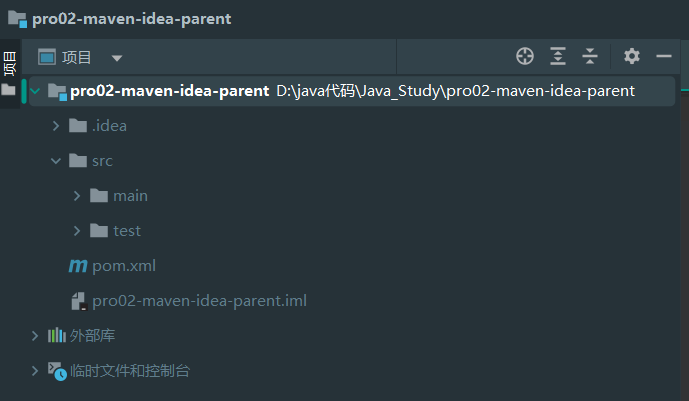 pro02-maven-idea-parent
项目
项目
pro02-maven-idea-parent D:\java代码\Java_Study\pro02-maven-idea-parent
.idea
src
main
test
pom.xml
pro02-maven-idea-parent.iml
外部库
临时文件和控制台